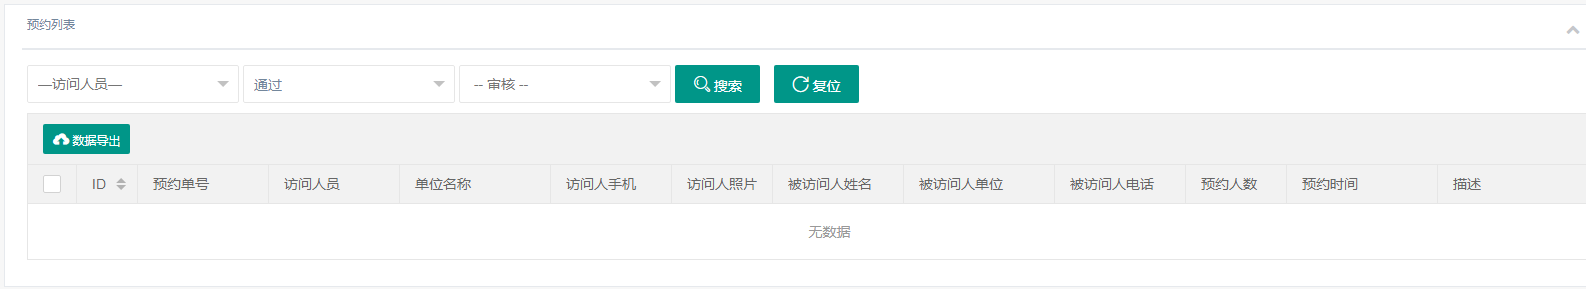 预约列表
—访问人员— 通过 -- 审核 -- 搜索 复位
数据导出
ID 预约单号 访问人员 单位名称 访问人手机 访问人照片 被访问人姓名 被访问人单位 被访问人电话 预约人数 预约时间 描述
无数据